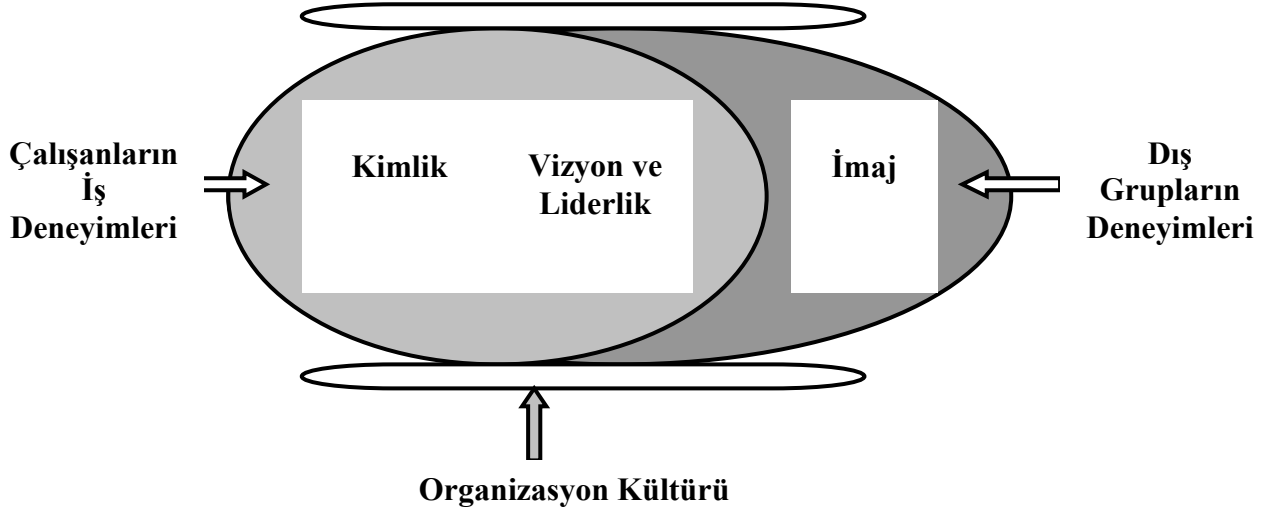 Çalışanların
İş
Deneyimleri
Kimlik
Vizyon ve
Liderlik
İmaj
Dış
Grupların
Deneyimleri
Organizasyon Kültürü